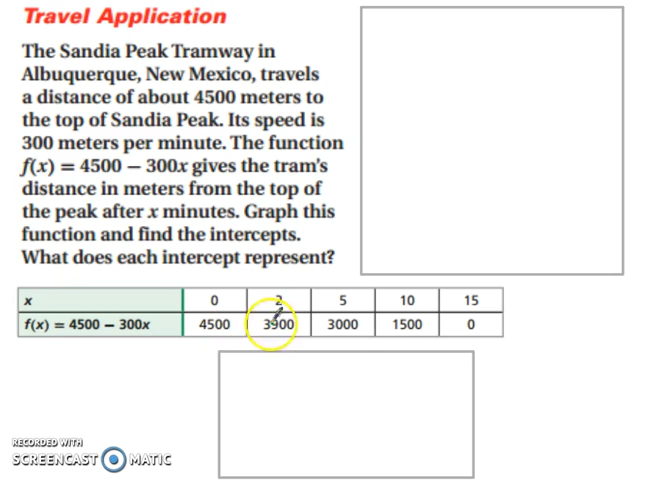 Travel Application
The Sandia Peak Tramway in
Albuquerque, New Mexico, travels
a distance of about 4500 meters to
the top of Sandia Peak. Its speed is
300 meters per minute. The function
f(x) = 4500 – 300x gives the tram's
distance in meters from the top of
the peak after x minutes. Graph this
function and find the intercepts.
What does each intercept represent?
x 0 2 5 10 15
f(x) = 4500 – 300x 4500 3900 3000 1500 0
RECORDED WITH
SCREENCAST MATIC